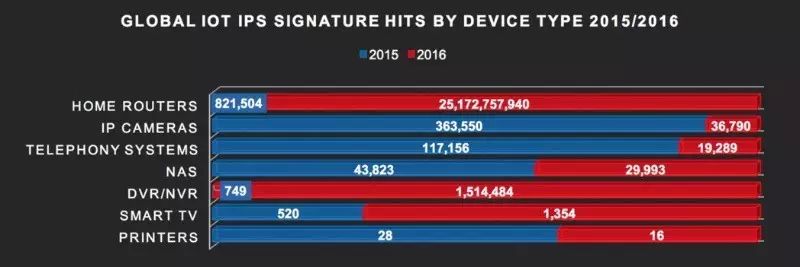 GLOBAL IOT IPS SIGNATURE HITS BY DEVICE TYPE 2015/2016
2015 2016
HOME ROUTERS 821,504 25,172,757,940
IP CAMERAS 363,550 36,790
TELEPHONY SYSTEMS 117,156 19,289
NAS 43,823 29,993
DVR/NVR 749 1,514,484
SMART TV 520 1,354
PRINTERS 28 16